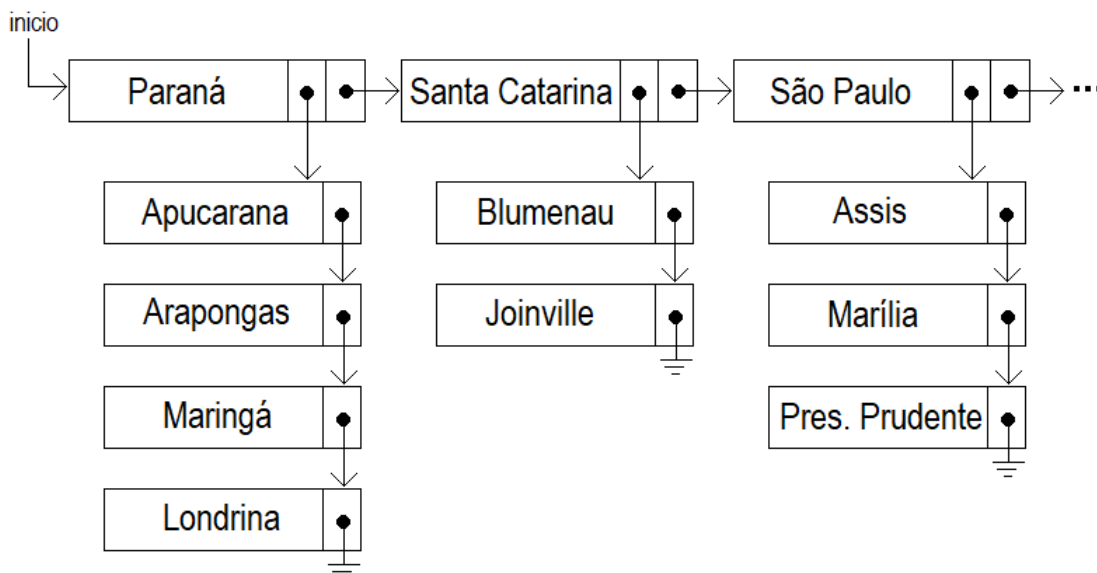 inicio
Paraná
Santa Catarina
São Paulo
...
Apucarana
Blumenau
Assis
Arapongas
Joinville
Marília
Maringá
Pres. Prudente
Londrina